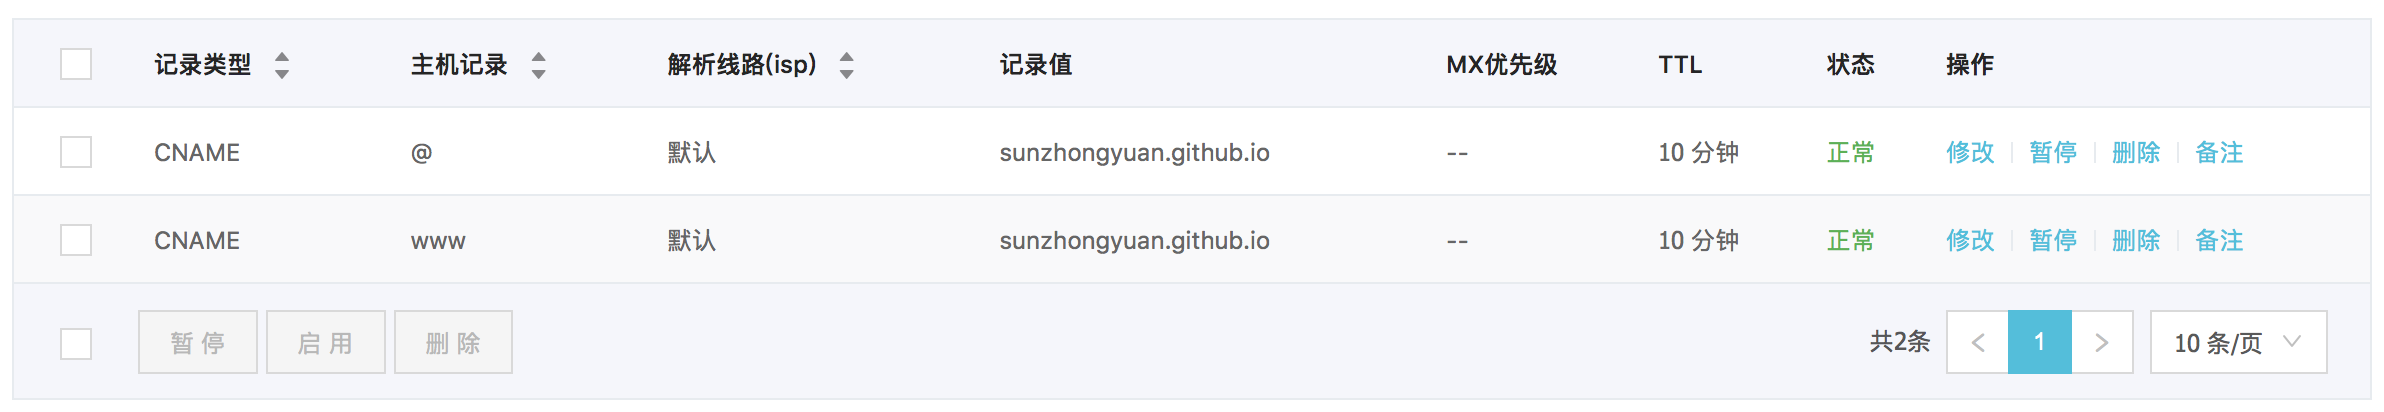 记录类型 主机记录 解析线路(isp) 记录值 MX优先级 TTL 状态 操作
CNAME @ 默认 sunzhongyuan.github.io -- 10 分钟 正常 修改 暂停 删除 备注
CNAME www 默认 sunzhongyuan.github.io -- 10 分钟 正常 修改 暂停 删除 备注
暂停 启用 删除 共2条 < 1 > 10 条/页